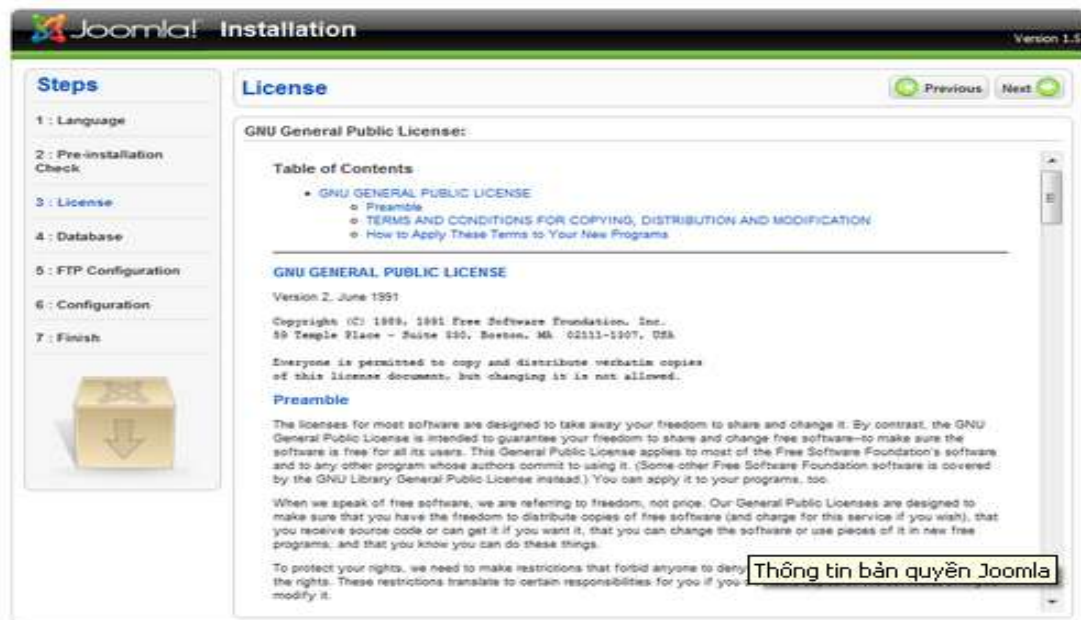 Joomla! Installation
Version 1.5
Steps
1 : Language
2 : Pre-installation
Check
3 : License
4 : Database
5 : FTP Configuration
6 : Configuration
7 : Finish
License
Previous
Next
GNU General Public License:
Table of Contents
GNU GENERAL PUBLIC LICENSE
Preamble
TERMS AND CONDITIONS FOR COPYING, DISTRIBUTION AND MODIFICATION
How to Apply These Terms to Your New Programs
GNU GENERAL PUBLIC LICENSE
Version 2, June 1991
Copyright (C) 1989, 1991 Free Software Foundation, Inc.
59 Temple Place - Suite 330, Boston, MA 02111-1307, USA
Everyone is permitted to copy and distribute verbatim copies
of this license document, but changing it is not allowed.
Preamble
The licenses for most software are designed to take away your freedom to share and change it. By contrast, the GNU
General Public License is intended to guarantee your freedom to share and change free software--to make sure the
software is free for all its users. This General Public License applies to most of the Free Software Foundation's software
and to any other program whose authors commit to using it. (Some other Free Software Foundation software is covered
by the GNU Library General Public License instead.) You can apply it to your programs, too.
When we speak of free software, we are referring to freedom, not price. Our General Public Licenses are designed to
make sure that you have the freedom to distribute copies of free software (and charge for this service if you wish), that
you receive source code or can get it if you want it, that you can change the software or use pieces of it in new free
programs; and that you know you can do these things.
To protect your rights, we need to make restrictions that forbid anyone to deny
the rights. These restrictions translate to certain responsibilities for you if you
modify it.
Thông tin bản quyền Joomla